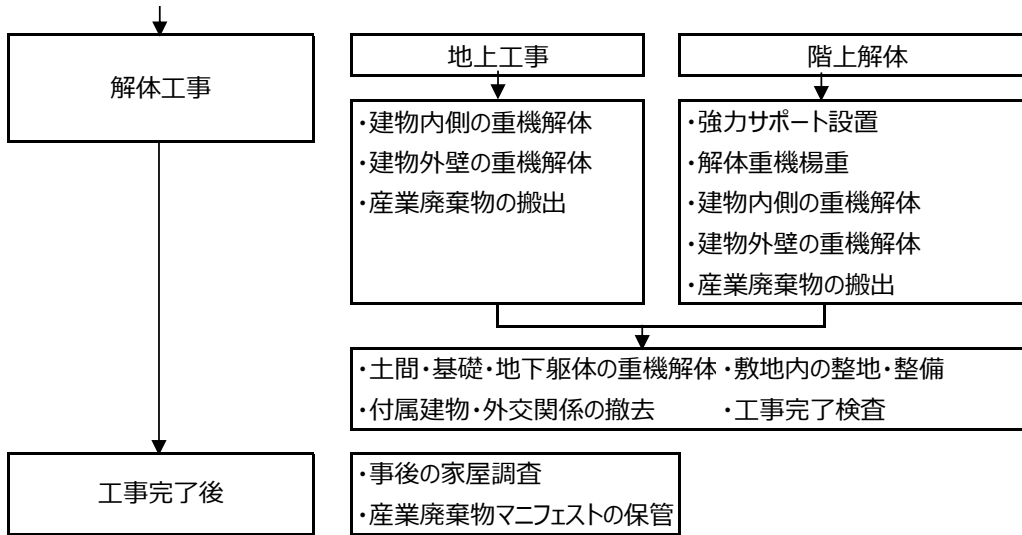 解体工事
地上工事
・建物内側の重機解体
・建物外壁の重機解体
・産業廃棄物の搬出
階上解体
・強力サポート設置
・解体重機楊重
・建物内側の重機解体
・建物外壁の重機解体
・産業廃棄物の搬出
・土間・基礎・地下躯体の重機解体・敷地内の整地・整備
・付属建物・外交関係の撤去　　・工事完了検査
工事完了後
・事後の家屋調査
・産業廃棄物マニフェストの保管